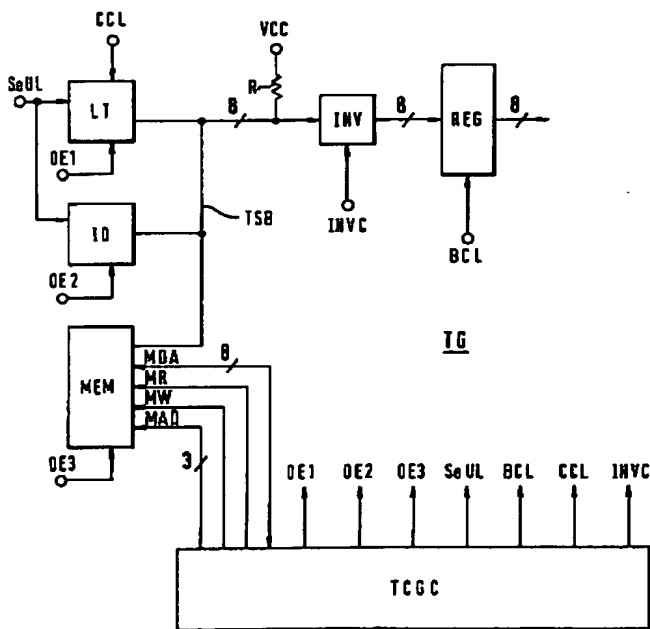 CCL
VCC
SeUL
LT
R
8
INV
8
REG
8
OE1
TSB
INVC
BCL
ID
OE2
TG
MEM
MDA
8
MR
MW
MAD
3
OE3
OE1 OE2 OE3 SeUL BCL CCL INVC
TCGC